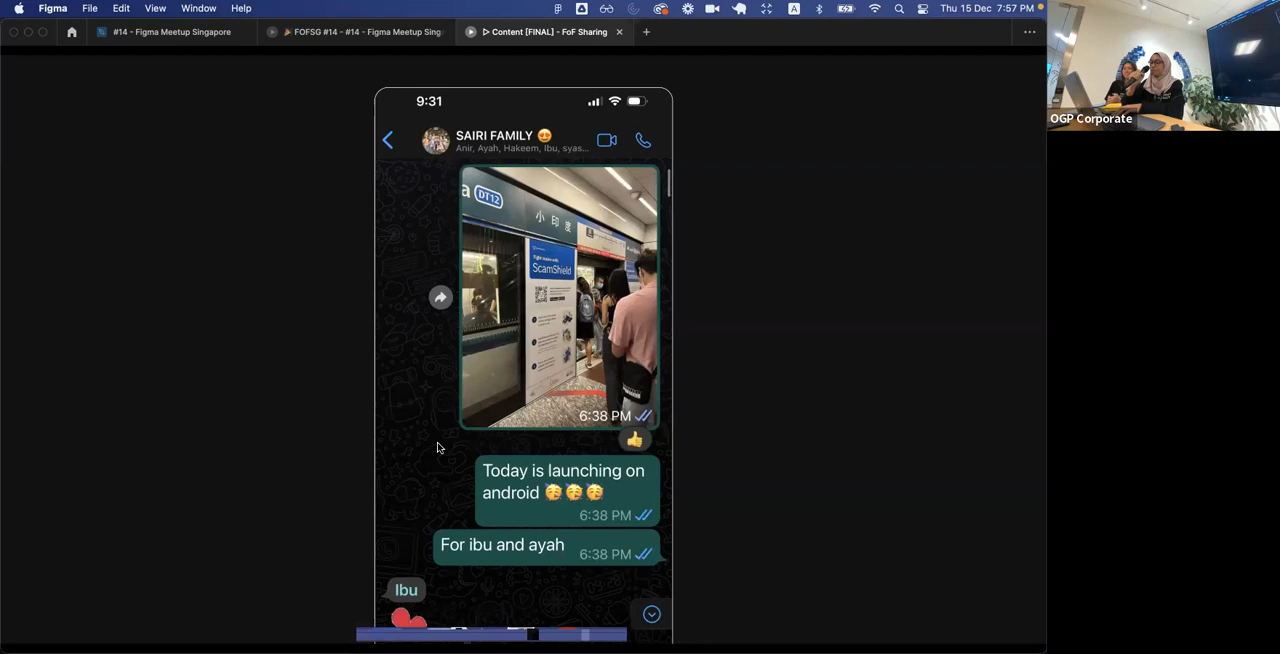 Figma File Edit View Window Help
Thu 15 Dec 7:57 PM
#14 - Figma Meetup Singapore
FOFSG #14 - #14 - Figma Meetup Sing
Content [FINAL] - FoF Sharing
OGP Corporate
9:31
SAIRI FAMILY 😍
Anir, Ayah, Hakeem, Ibu, syas...
a DT12
小印度
ScamShield
6:38 PM
👍
Today is launching on
android 🥳🥳🥳
6:38 PM
For ibu and ayah
6:38 PM
Ibu